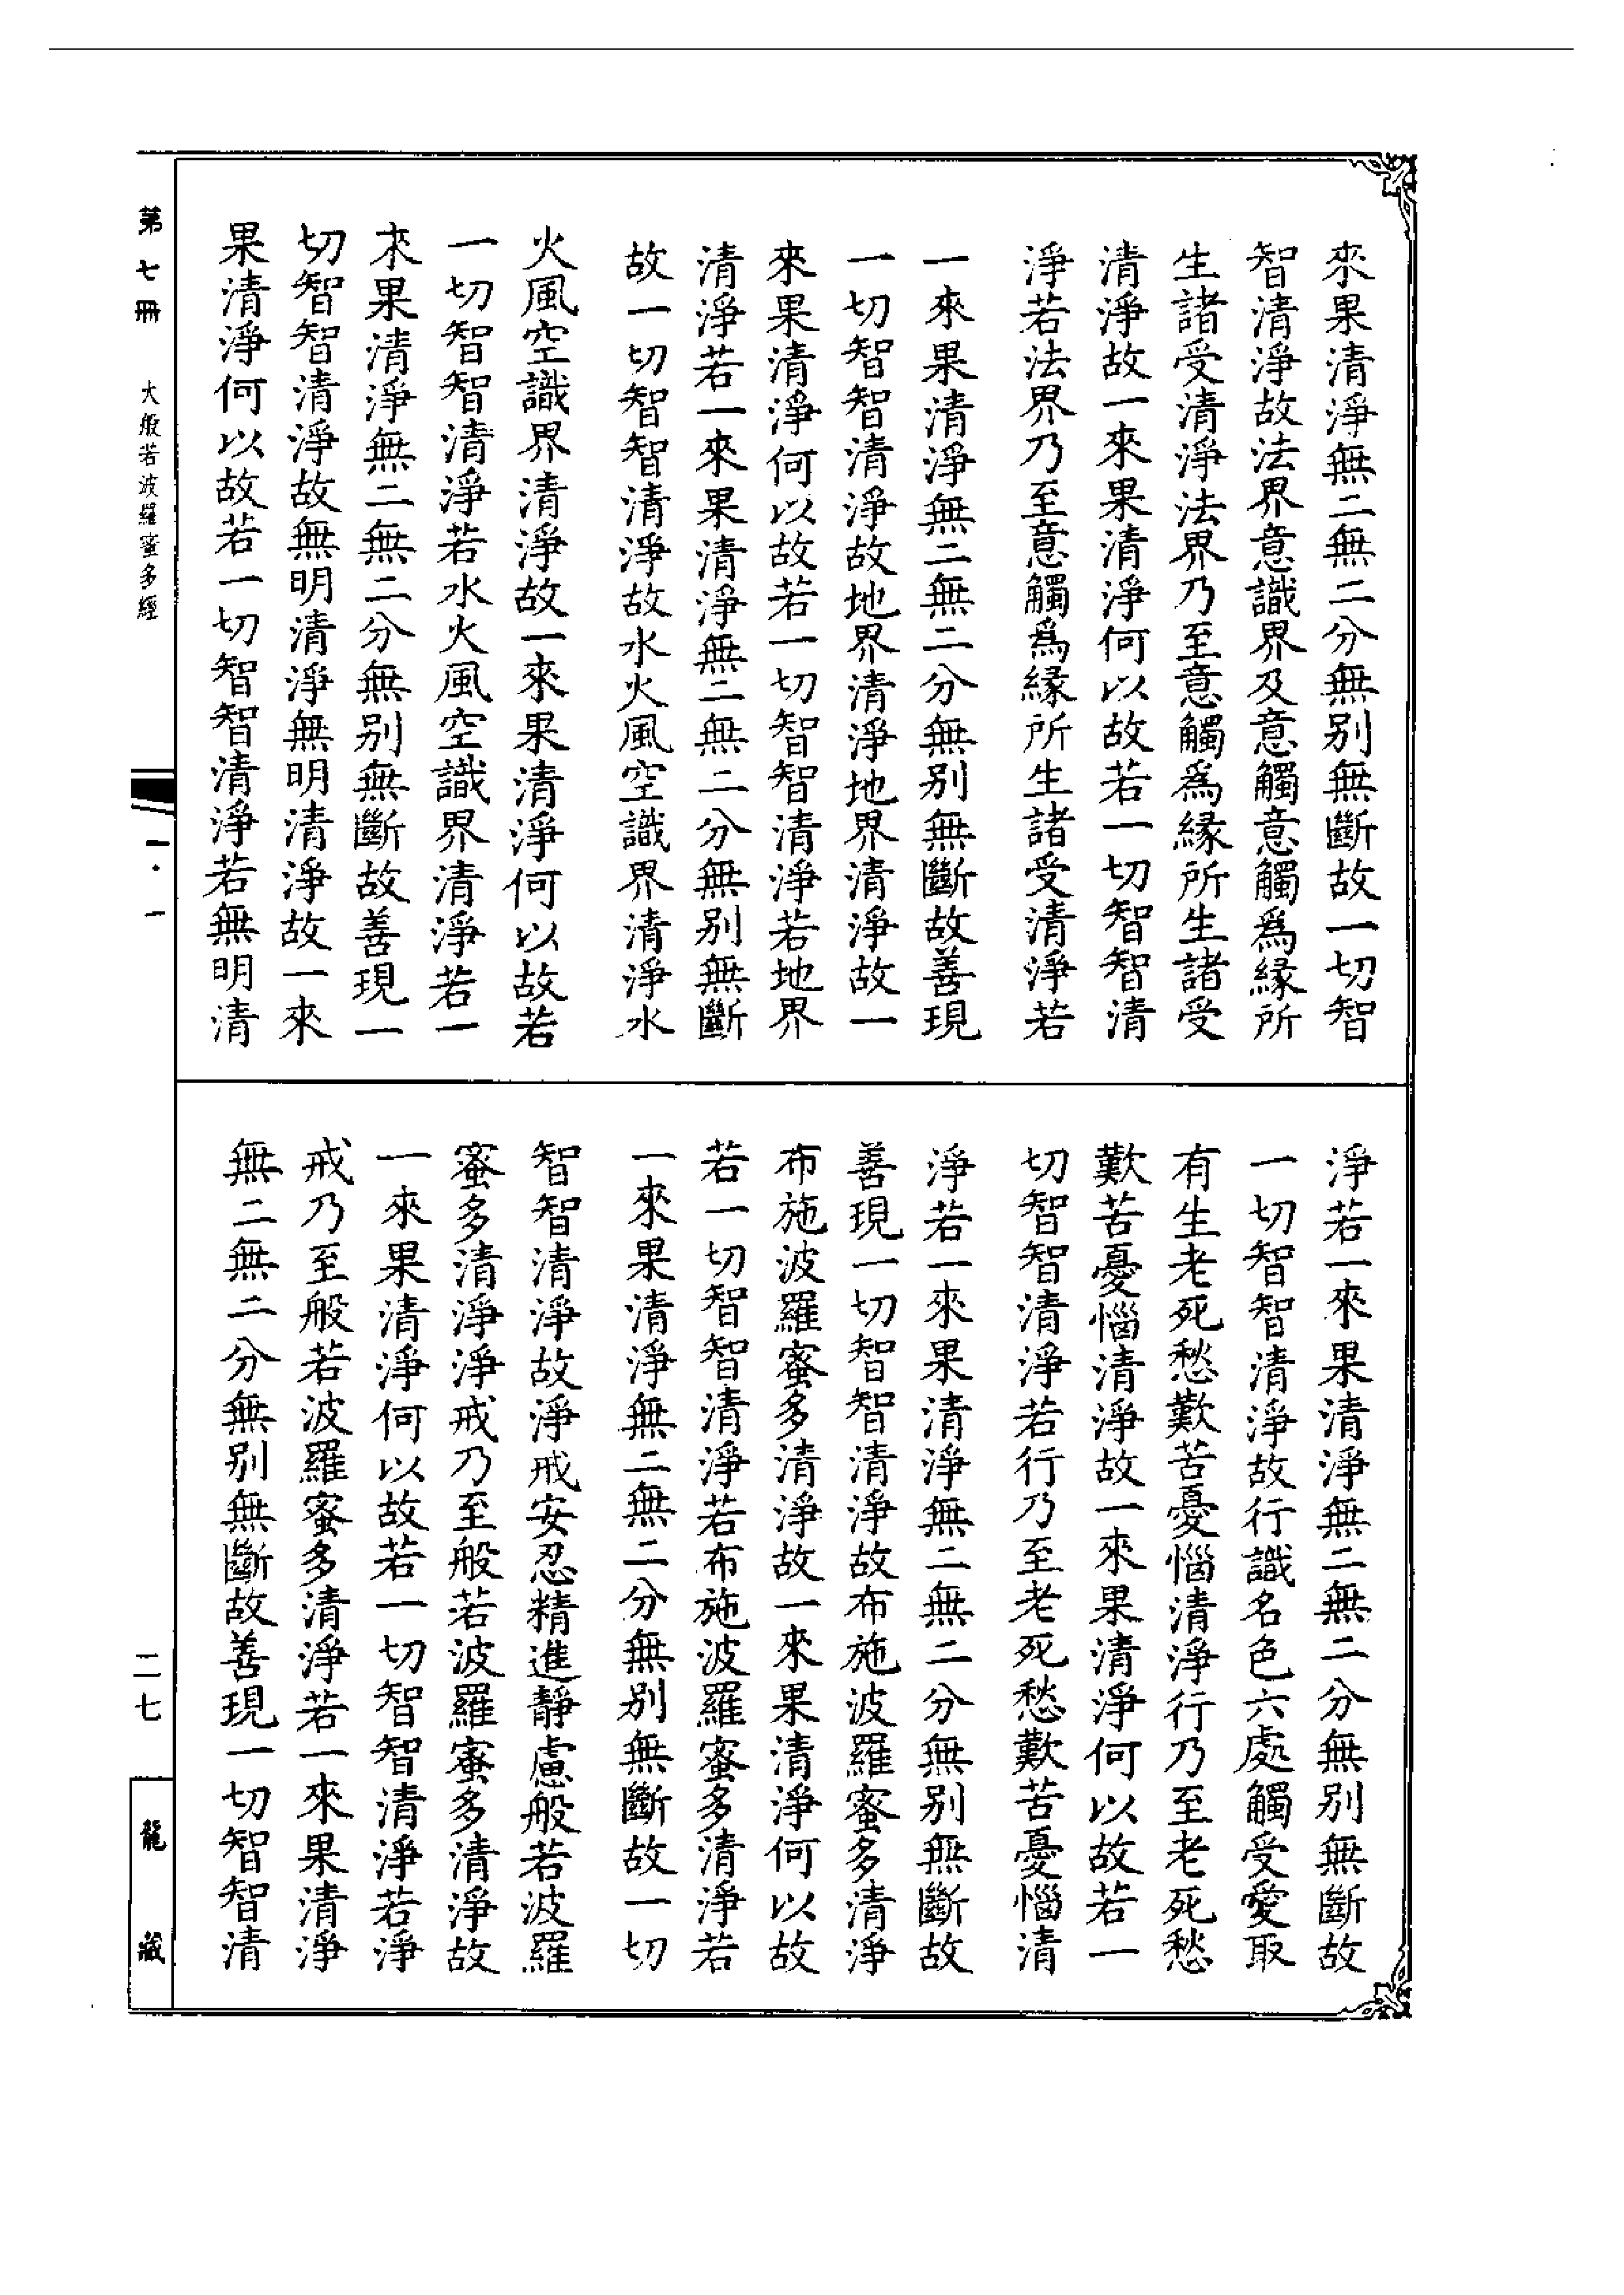 來果清淨無二無二分無别無斷故一切智
智清淨故法界意識界及意觸意觸爲緣所
生諸受清淨法界乃至意觸爲緣所生諸受
清淨故一來果清淨何以故若一切智智清
淨若法界乃至意觸爲緣所生諸受清淨若
一來果清淨無二無二分無别無斷故善現
一切智智清淨故地界清淨地界清淨故一
來果清淨何以故若一切智智清淨若地界
清淨若一來果清淨無二無二分無别無斷
故一切智智清淨故水火風空識界清淨水
火風空識界清淨故一來果清淨何以故若
一切智智清淨若水火風空識界清淨若一
來果清淨無二無二分無别無斷故善現一
切智智清淨故無明清淨無明清淨故一來
果清淨何以故若一切智智清淨若無明清
淨若一來果清淨無二無二分無别無斷故
一切智智清淨故行識名色六處觸受愛取
有生老死愁歎苦憂惱清淨行乃至老死愁
歎苦憂惱清淨故一來果清淨何以故若一
切智智清淨若行乃至老死愁歎苦憂惱清
淨若一來果清淨無二無二分無别無斷故
善現一切智智清淨故布施波羅蜜多清淨
布施波羅蜜多清淨故一來果清淨何以故
若一切智智清淨若布施波羅蜜多清淨若
一來果清淨無二無二分無别無斷故一切
智智清淨故淨戒安忍精進靜慮般若波羅
蜜多清淨淨戒乃至般若波羅蜜多清淨故
一來果清淨何以故若一切智智清淨若淨
戒乃至般若波羅蜜多清淨若一來果清淨
無二無二分無别無斷故善現一切智智清
第七冊 大般若波羅蜜多經 一·一 二七 龍藏